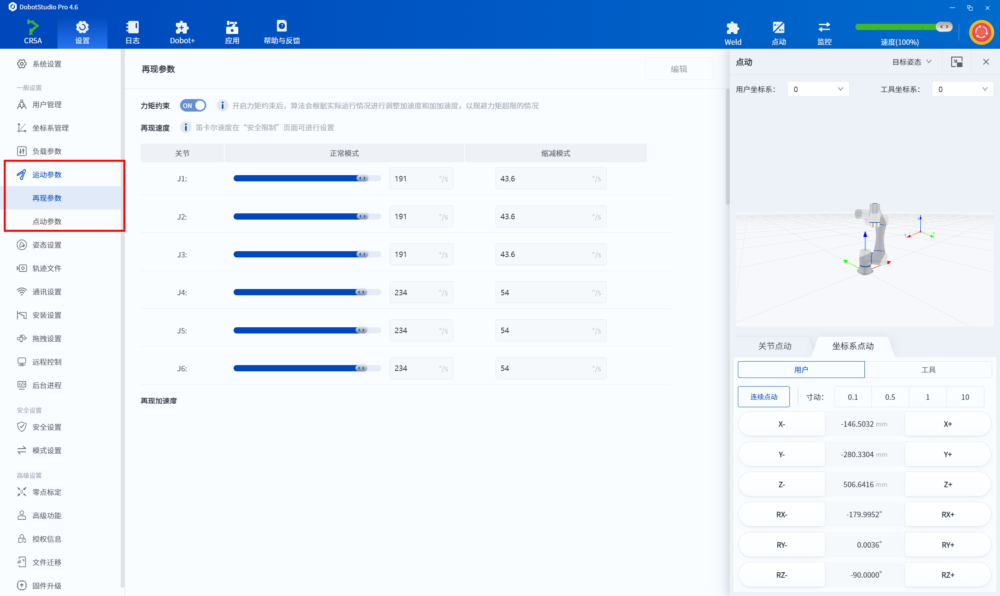 DobotStudio Pro 4.6
CR5A
设置
日志
Dobot+
应用
帮助与反馈
Weld
点动
监控
速度(100%)
系统设置
一般设置
用户管理
坐标系管理
负载参数
运动参数
再现参数
点动参数
姿态设置
轨迹文件
通讯设置
安装设置
拖拽设置
远程控制
后台进程
安全设置
安全设置
模式设置
高级设置
零点标定
高级功能
授权信息
文件迁移
固件升级
再现参数
编辑
力矩约束 ON 开启力矩约束后，算法会根据实际运行情况进行调整加速度和加加速度，以规避力矩超限的情况
再现速度 笛卡尔速度在“安全限制”页面可进行设置
关节 正常模式 缩减模式
J1: 191 °/s 43.6 °/s
J2: 191 °/s 43.6 °/s
J3: 191 °/s 43.6 °/s
J4: 234 °/s 54 °/s
J5: 234 °/s 54 °/s
J6: 234 °/s 54 °/s
再现加速度
点动 目标姿态
用户坐标系： 0 工具坐标系： 0
关节点动 坐标系点动
用户 工具
连续点动 寸动： 0.1 0.5 1 10
X- -146.5032 mm X+
Y- -280.3304 mm Y+
Z- 506.6416 mm Z+
RX- -179.9952° RX+
RY- 0.0036° RY+
RZ- -90.0000° RZ+